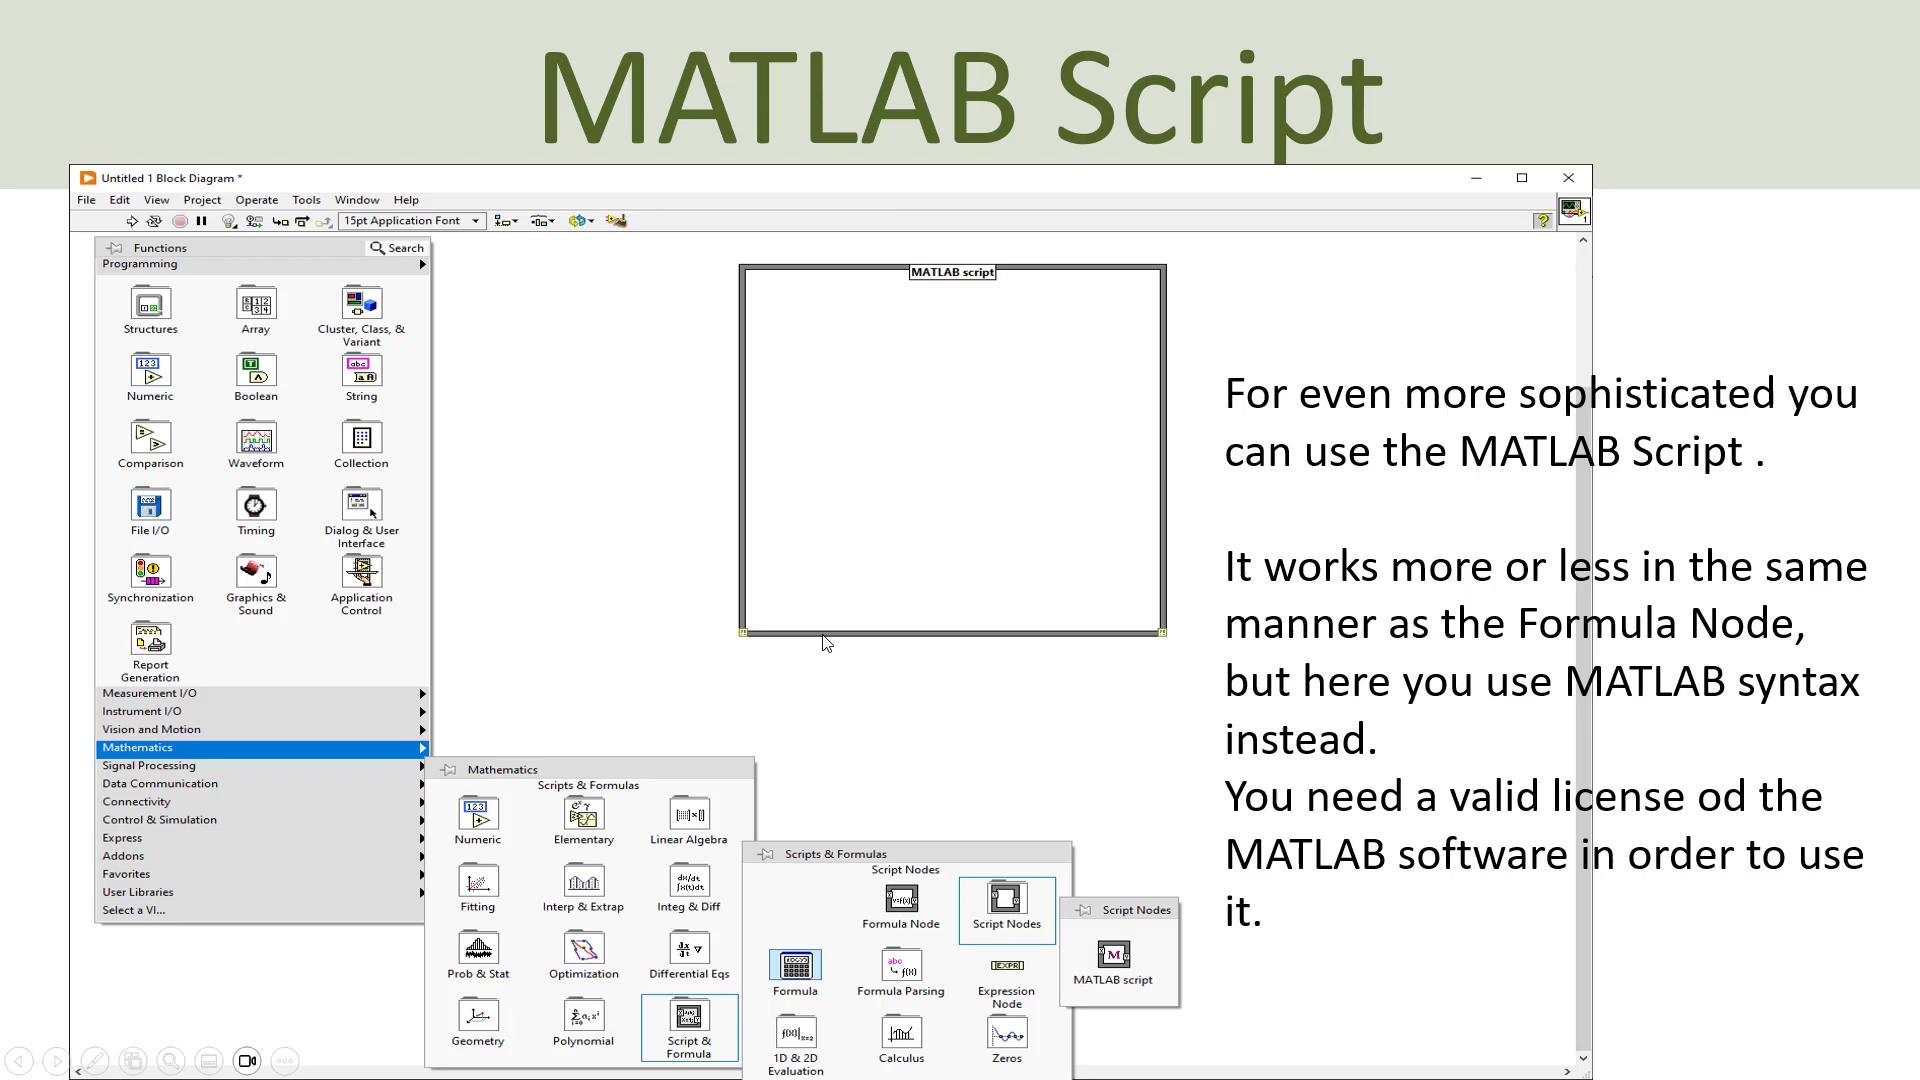 MATLAB Script
Untitled 1 Block Diagram *
File Edit View Project Operate Tools Window Help
15pt Application Font
Functions
Search
Programming
Structures
Array
Cluster, Class, &
Variant
Numeric
Boolean
String
Comparison
Waveform
Collection
File I/O
Timing
Dialog & User
Interface
Synchronization
Graphics &
Sound
Application
Control
Report
Generation
Measurement I/O
Instrument I/O
Vision and Motion
Mathematics
Signal Processing
Data Communication
Connectivity
Control & Simulation
Express
Addons
Favorites
User Libraries
Select a VI...
Mathematics
Scripts & Formulas
Numeric
Elementary
Linear Algebra
Fitting
Interp & Extrap
Integ & Diff
Prob & Stat
Optimization
Differential Eqs
Geometry
Polynomial
Script &
Formula
Scripts & Formulas
Script Nodes
Formula Node
Script Nodes
Formula
Formula Parsing
Expression
Node
1D & 2D
Evaluation
Calculus
Zeros
Script Nodes
MATLAB script
MATLAB script
For even more sophisticated you
can use the MATLAB Script .
It works more or less in the same
manner as the Formula Node,
but here you use MATLAB syntax
instead.
You need a valid license od the
MATLAB software in order to use
it.